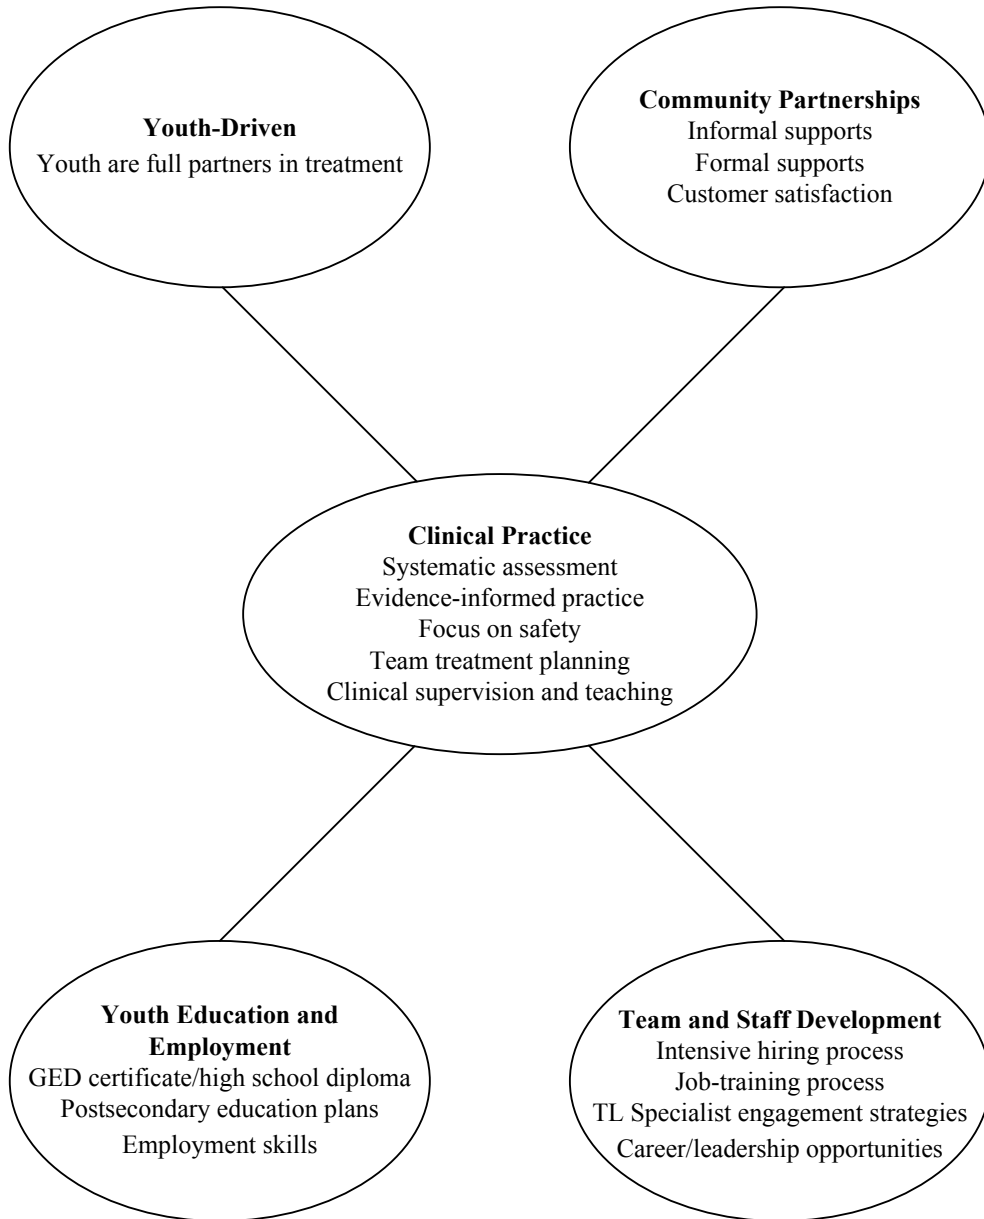 Youth-Driven
Youth are full partners in treatment
Community Partnerships
Informal supports
Formal supports
Customer satisfaction
Clinical Practice
Systematic assessment
Evidence-informed practice
Focus on safety
Team treatment planning
Clinical supervision and teaching
Youth Education and
Employment
GED certificate/high school diploma
Postsecondary education plans
Employment skills
Team and Staff Development
Intensive hiring process
Job-training process
TL Specialist engagement strategies
Career/leadership opportunities